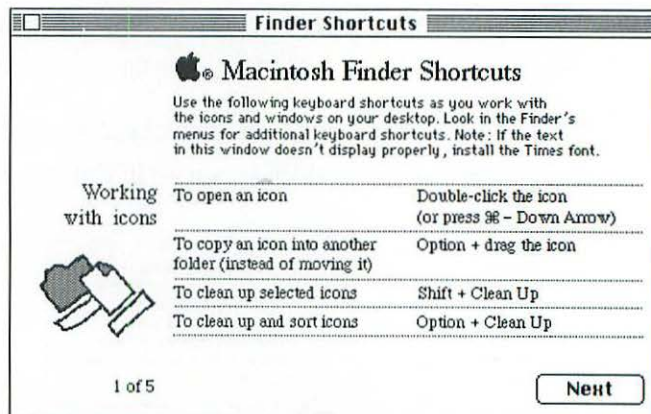 Finder Shortcuts
® Macintosh Finder Shortcuts
Use the following keyboard shortcuts as you work with
the icons and windows on your desktop. Look in the Finder's
menus for additional keyboard shortcuts. Note: If the text
in this window doesn't display properly, install the Times font.
Working
with icons
To open an icon
Double-click the icon
(or press ⌘ – Down Arrow)
To copy an icon into another
folder (instead of moving it)
Option + drag the icon
To clean up selected icons
Shift + Clean Up
To clean up and sort icons
Option + Clean Up
1 of 5
Next